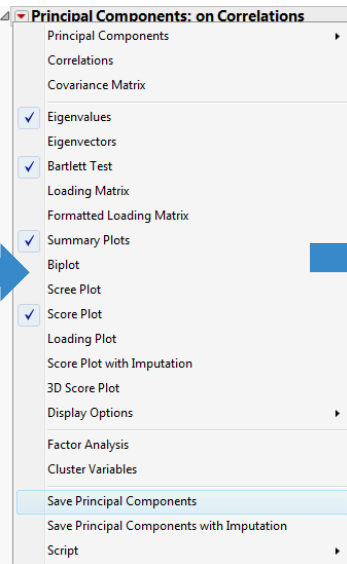 Principal Components: on Correlations
Principal Components
Correlations
Covariance Matrix
Eigenvalues
Eigenvectors
Bartlett Test
Loading Matrix
Formatted Loading Matrix
Summary Plots
Biplot
Scree Plot
Score Plot
Loading Plot
Score Plot with Imputation
3D Score Plot
Display Options
Factor Analysis
Cluster Variables
Save Principal Components
Save Principal Components with Imputation
Script